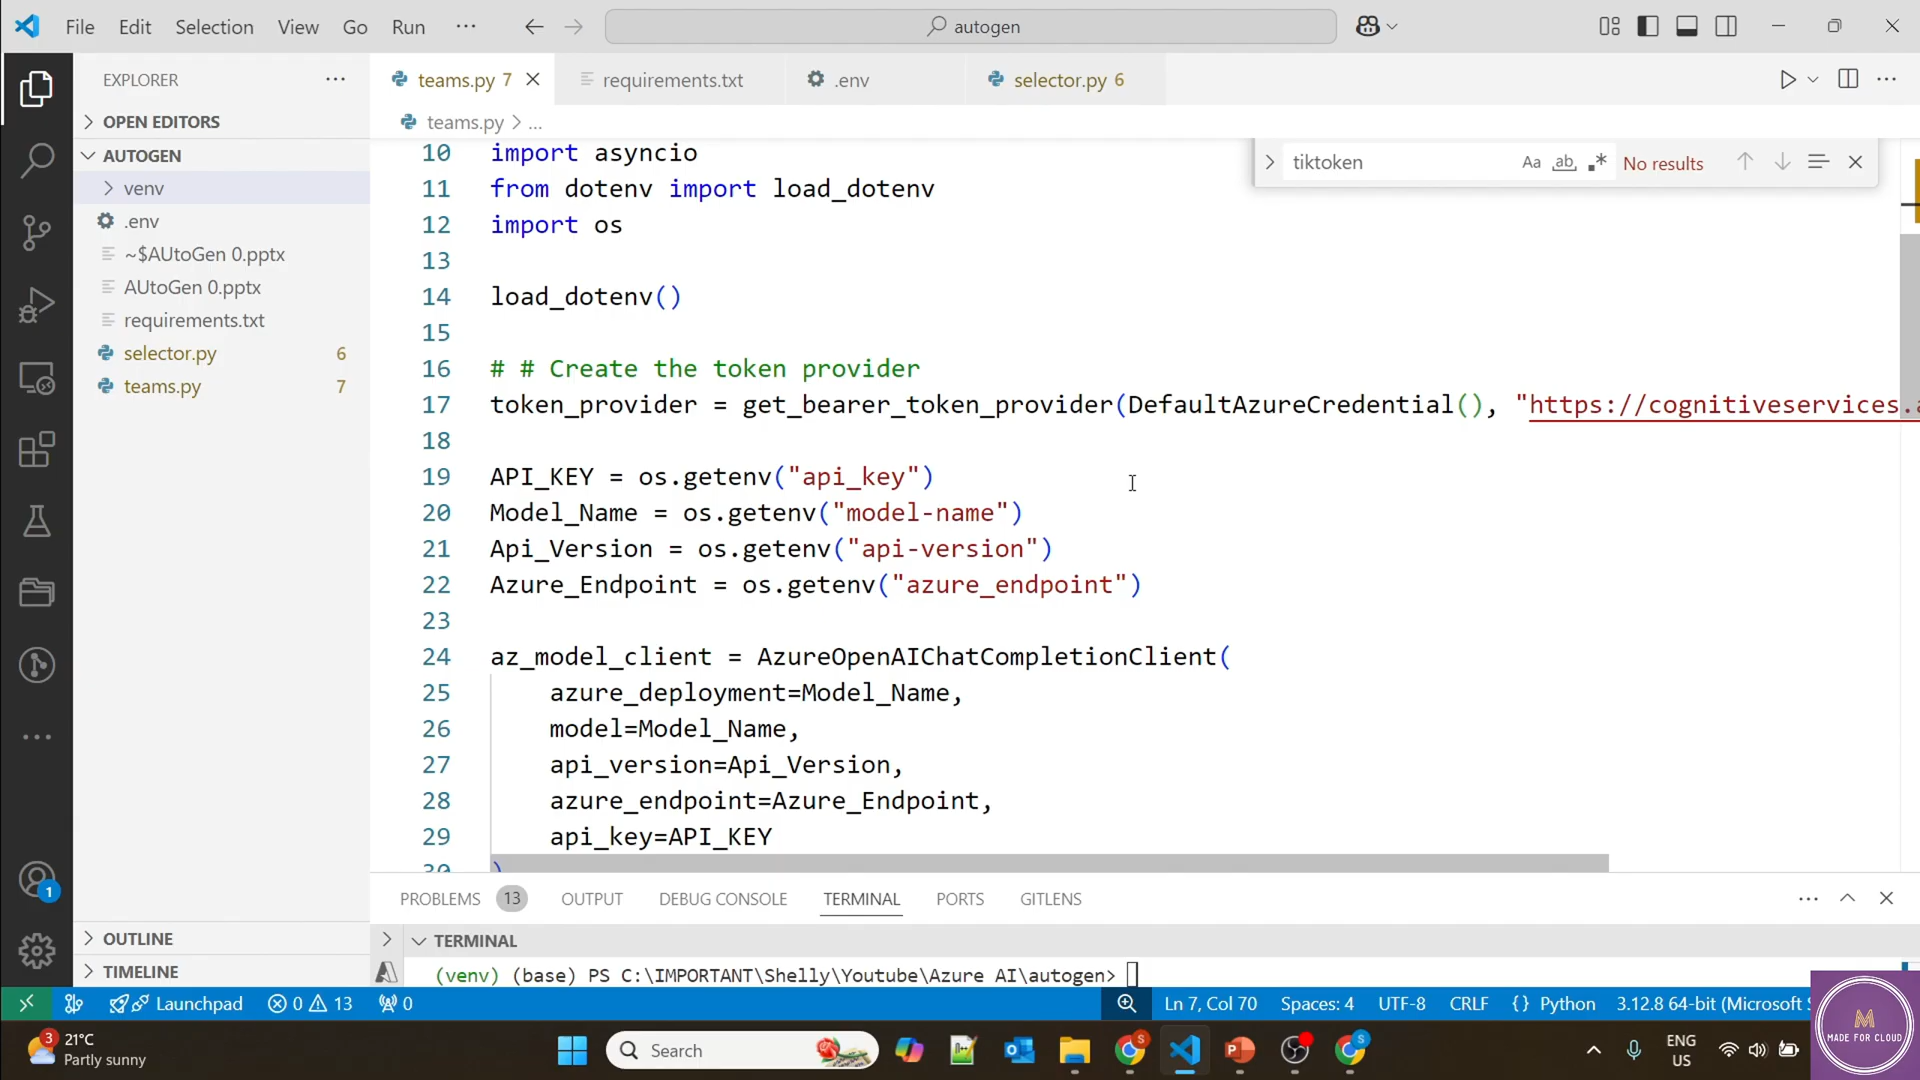 File Edit Selection View Go Run ... autogen
EXPLORER ...
OPEN EDITORS
AUTOGEN
venv
.env
~$AUtoGen 0.pptx
AUtoGen 0.pptx
requirements.txt
selector.py 6
teams.py 7
OUTLINE
TIMELINE
teams.py 7 requirements.txt .env selector.py 6
teams.py > ...
tiktoken Aa ab .* No results
10 import asyncio
11 from dotenv import load_dotenv
12 import os
13
14 load_dotenv()
15
16 # # Create the token provider
17 token_provider = get_bearer_token_provider(DefaultAzureCredential(), "https://cognitiveservices.
18
19 API_KEY = os.getenv("api_key")
20 Model_Name = os.getenv("model-name")
21 Api_Version = os.getenv("api-version")
22 Azure_Endpoint = os.getenv("azure_endpoint")
23
24 az_model_client = AzureOpenAIChatCompletionClient(
25 azure_deployment=Model_Name,
26 model=Model_Name,
27 api_version=Api_Version,
28 azure_endpoint=Azure_Endpoint,
29 api_key=API_KEY
30 )
PROBLEMS 13 OUTPUT DEBUG CONSOLE TERMINAL PORTS GITLENS
TERMINAL
(venv) (base) PS C:\IMPORTANT\Shelly\Youtube\Azure AI\autogen>
1
Launchpad 0 13 0 Ln 7, Col 70 Spaces: 4 UTF-8 CRLF {} Python 3.12.8 64-bit (Microsoft
3 21°C
Partly sunny
Search
ENG
US
M
MADE FOR CLOUD